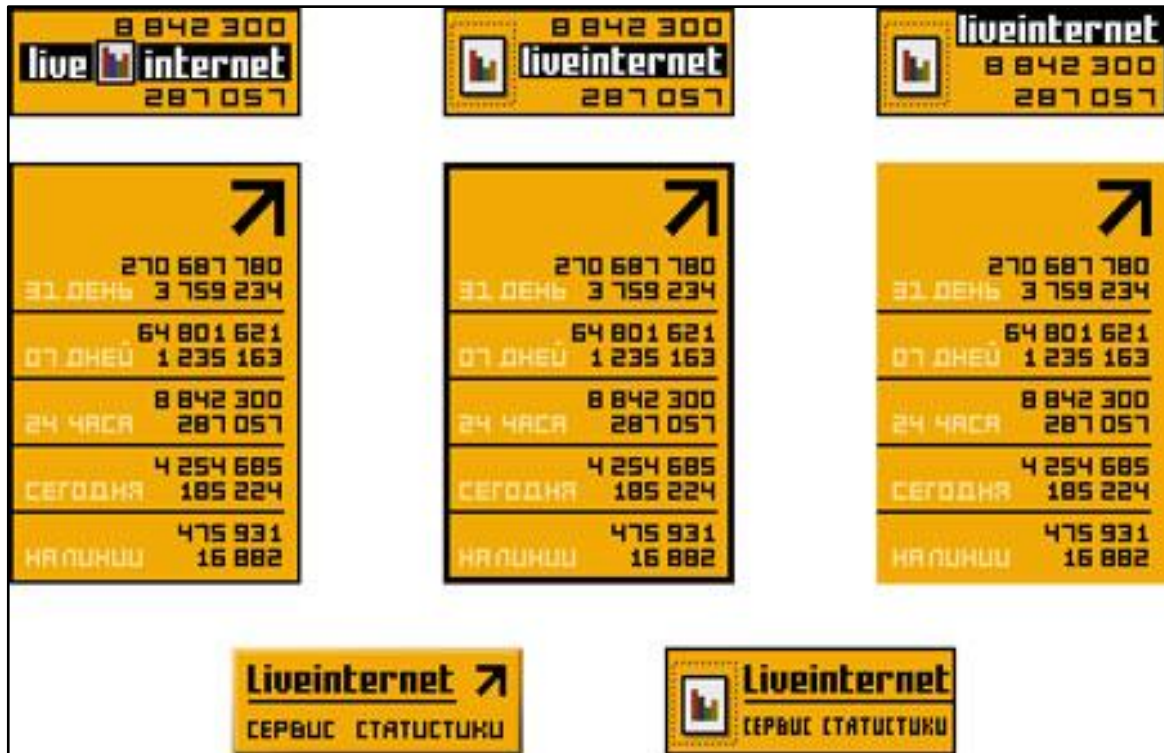 8 842 300
live internet
287 057
8 842 300
liveinternet
287 057
liveinternet
8 842 300
287 057
270 687 780
31 ДЕНЬ 3 759 234
64 801 621
07 ДНЕЙ 1 235 163
8 842 300
24 ЧАСА 287 057
4 254 685
СЕГОДНЯ 185 224
475 931
НА ЛИНИИ 16 882
270 687 780
31 ДЕНЬ 3 759 234
64 801 621
07 ДНЕЙ 1 235 163
8 842 300
24 ЧАСА 287 057
4 254 685
СЕГОДНЯ 185 224
475 931
НА ЛИНИИ 16 882
270 687 780
31 ДЕНЬ 3 759 234
64 801 621
07 ДНЕЙ 1 235 163
8 842 300
24 ЧАСА 287 057
4 254 685
СЕГОДНЯ 185 224
475 931
НА ЛИНИИ 16 882
Liveinternet
СЕРВИС СТАТИСТИКИ
Liveinternet
СЕРВИС СТАТИСТИКИ